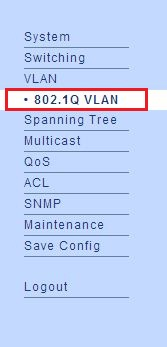 System
Switching
VLAN
• 802.1Q VLAN
Spanning Tree
Multicast
QoS
ACL
SNMP
Maintenance
Save Config
Logout